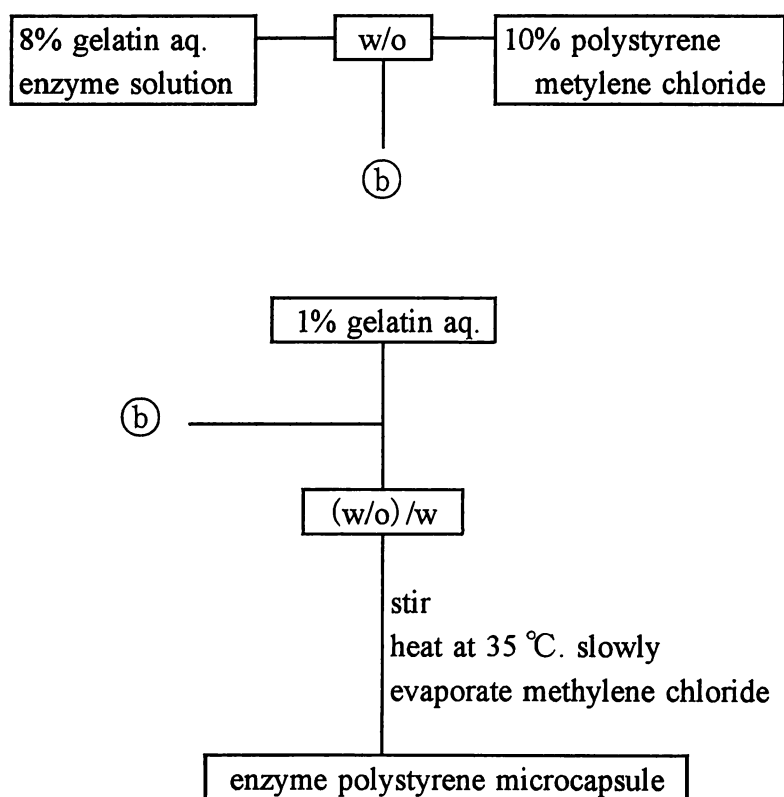 8% gelatin aq.
enzyme solution
w/o
10% polystyrene
metylene chloride
ⓑ
1% gelatin aq.
ⓑ
(w/o)/w
stir
heat at 35 ℃. slowly
evaporate methylene chloride
enzyme polystyrene microcapsule